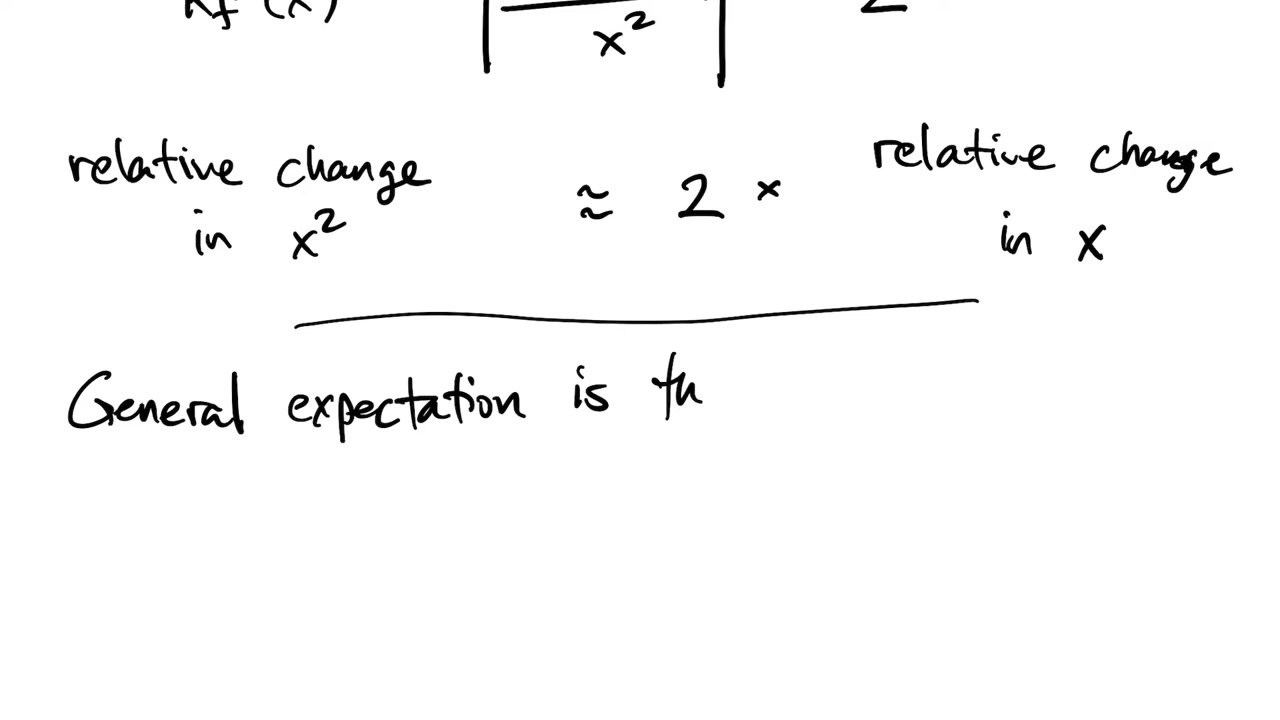 x²
relative change ≈ 2 × relative change
in x² in x
General expectation is th